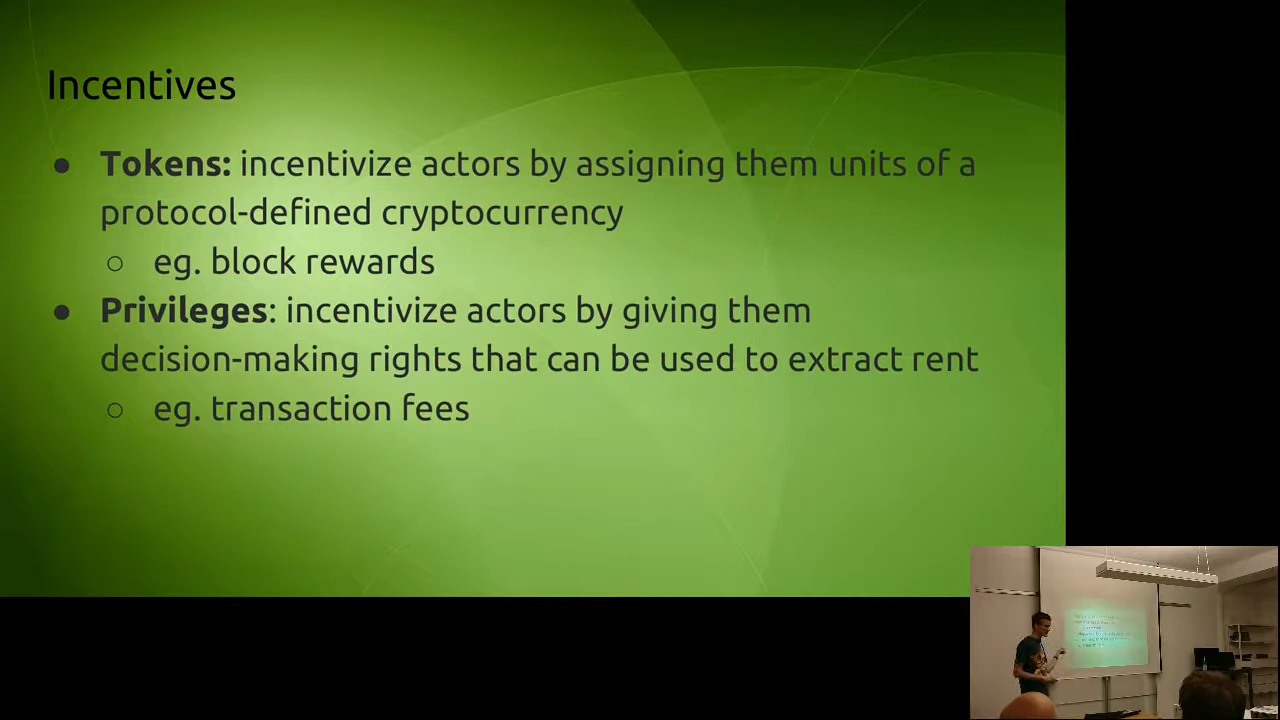 Incentives
● Tokens: incentivize actors by assigning them units of a
protocol-defined cryptocurrency
○ eg. block rewards
● Privileges: incentivize actors by giving them
decision-making rights that can be used to extract rent
○ eg. transaction fees